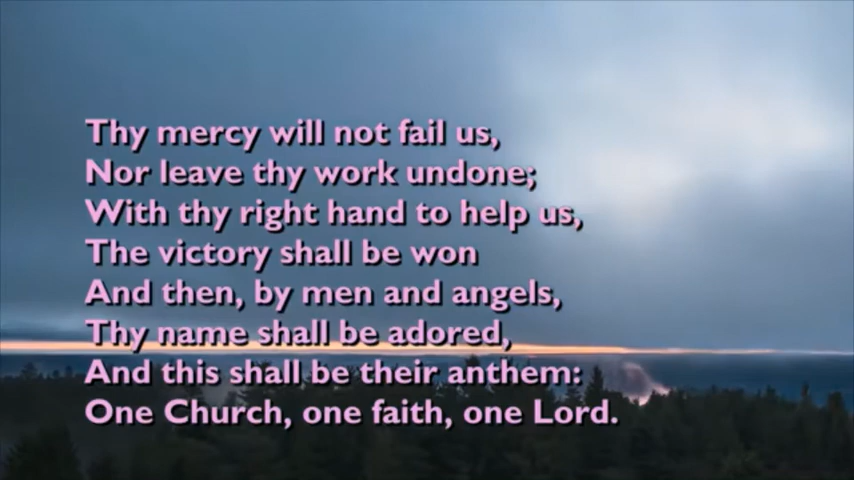 Thy mercy will not fail us,
Nor leave thy work undone;
With thy right hand to help us,
The victory shall be won
And then, by men and angels,
Thy name shall be adored,
And this shall be their anthem:
One Church, one faith, one Lord.